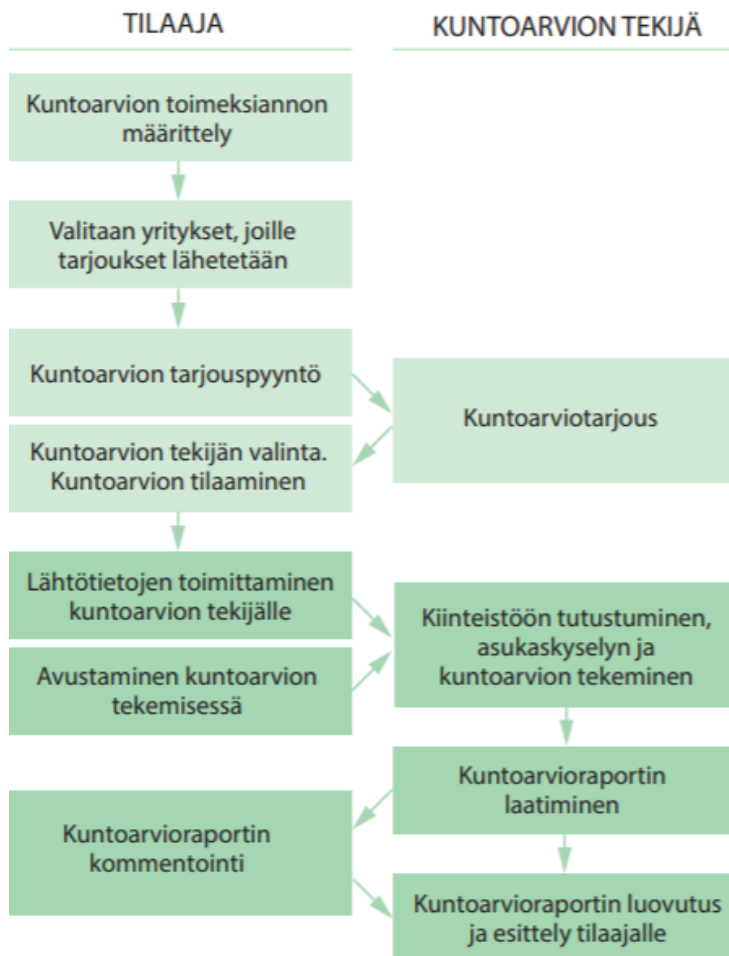 TILAAJA
KUNTOARVION TEKIJÄ
Kuntoarvion toimeksiannon
määrittely
Valitaan yritykset, joille
tarjoukset lähetetään
Kuntoarvion tarjouspyyntö
Kuntoarviotarjous
Kuntoarvion tekijän valinta.
Kuntoarvion tilaaminen
Lähtötietojen toimittaminen
kuntoarvion tekijälle
Avustaminen kuntoarvion
tekemisessä
Kiinteistöön tutustuminen,
asukaskyselyn ja
kuntoarvion tekeminen
Kuntoarvioraportin
laatiminen
Kuntoarvioraportin
kommentointi
Kuntoarvioraportin luovutus
ja esittely tilaajalle